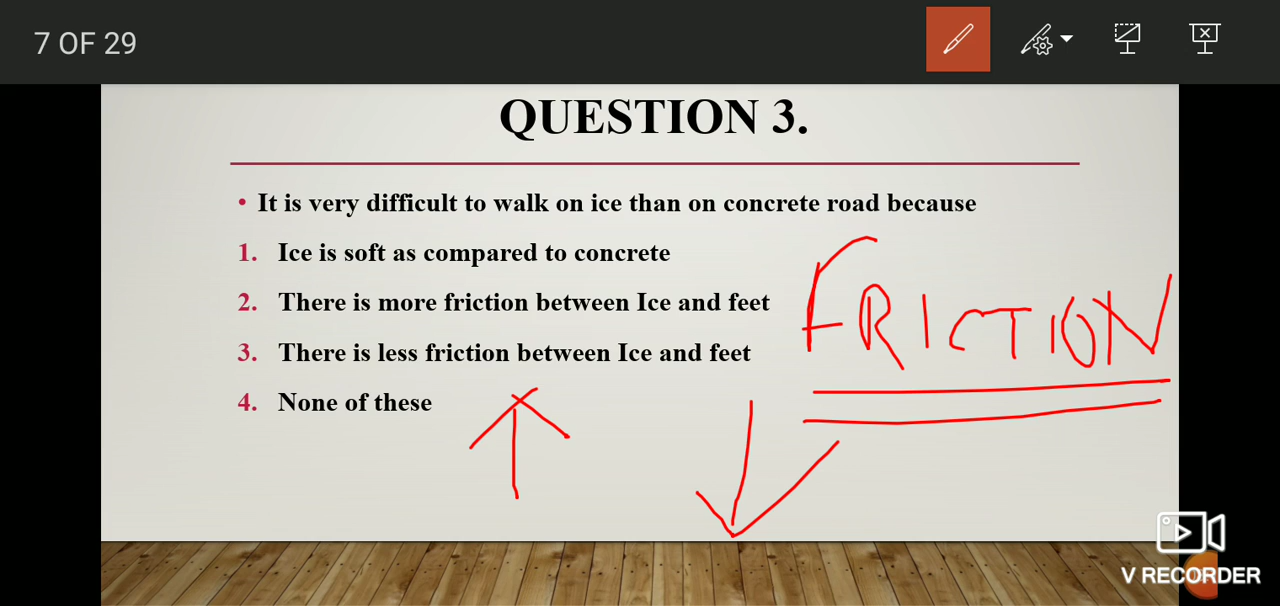 7 OF 29
QUESTION 3.
• It is very difficult to walk on ice than on concrete road because
1. Ice is soft as compared to concrete
2. There is more friction between Ice and feet
3. There is less friction between Ice and feet
4. None of these
FRICTION
V RECORDER